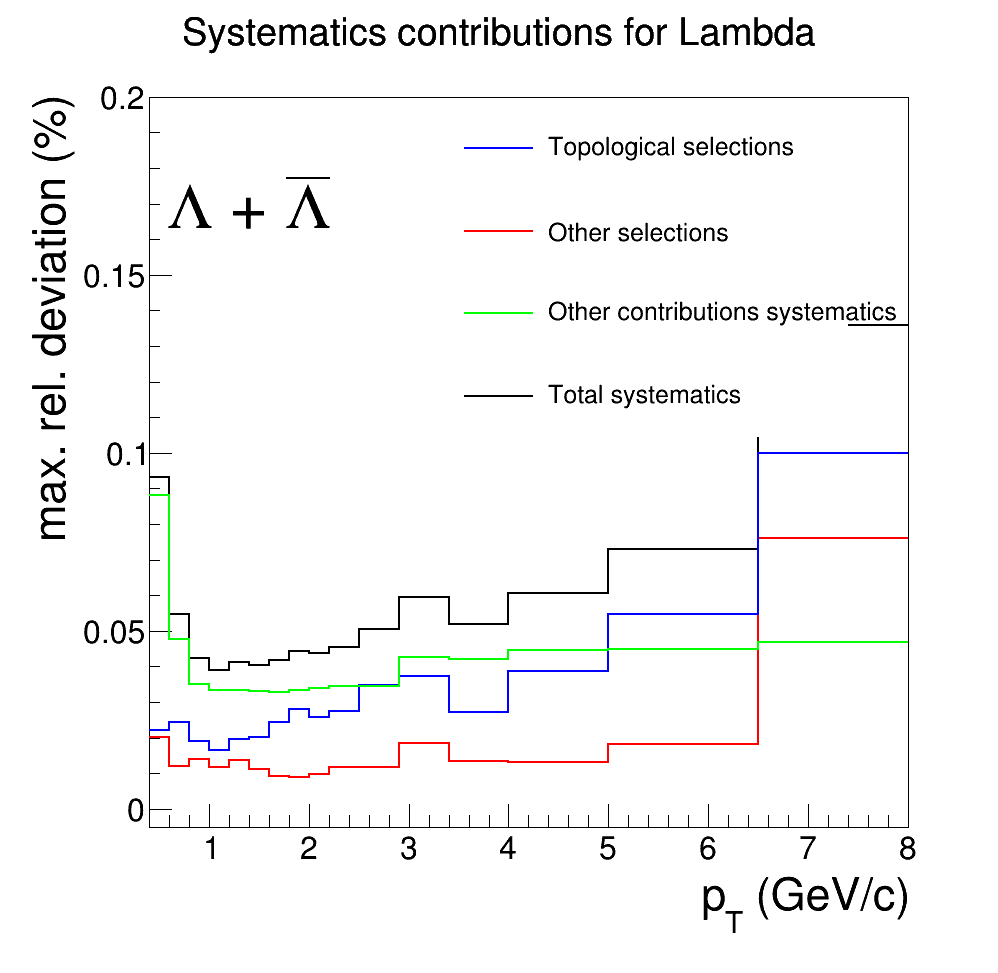 Systematics contributions for Lambda
max. rel. deviation (%)
0.2
0.15
0.1
0.05
0
Λ + Λ̅
Topological selections
Other selections
Other contributions systematics
Total systematics
1 2 3 4 5 6 7 8
p_T (GeV/c)